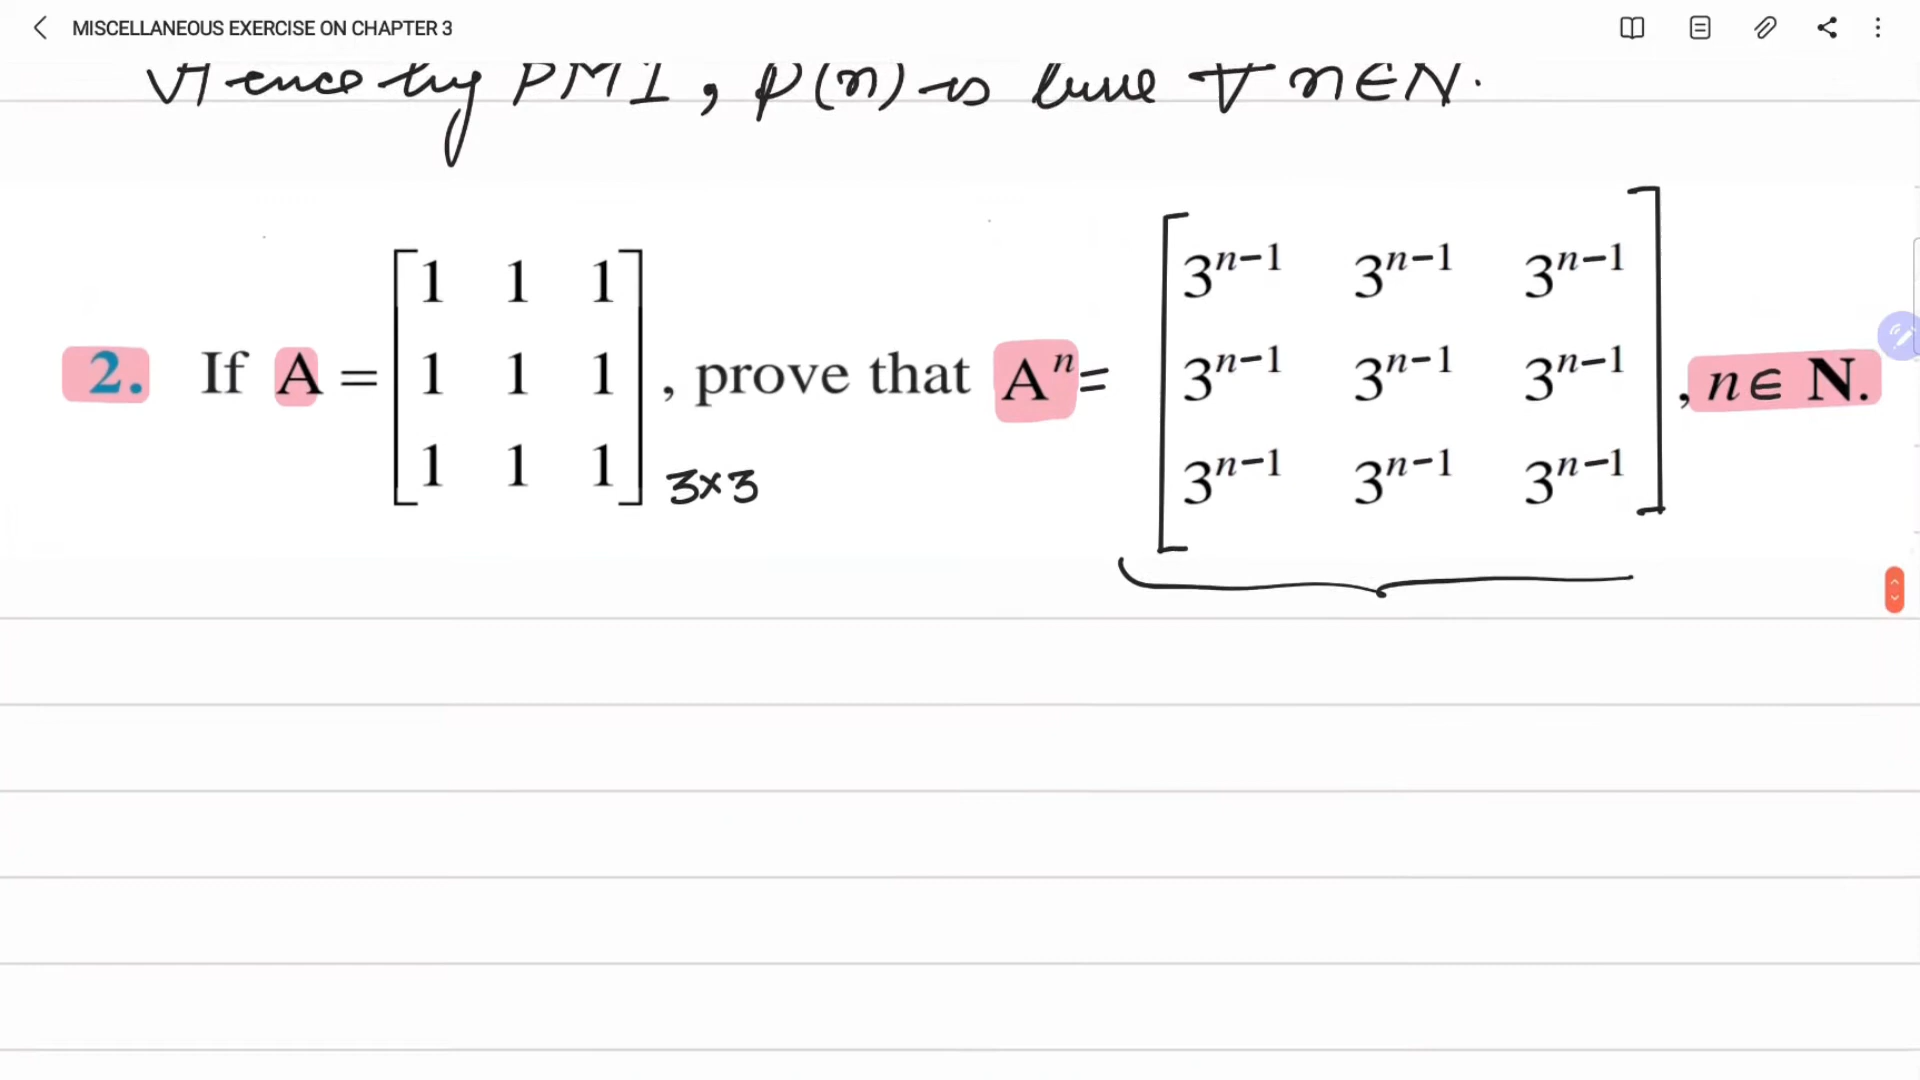 MISCELLANEOUS EXERCISE ON CHAPTER 3
Hence by PMI, P(n) is true ∀ n∈N.
2. If A = [1 1 1
1 1 1
1 1 1]3×3, prove that Aⁿ = [3ⁿ⁻¹ 3ⁿ⁻¹ 3ⁿ⁻¹
3ⁿ⁻¹ 3ⁿ⁻¹ 3ⁿ⁻¹
3ⁿ⁻¹ 3ⁿ⁻¹ 3ⁿ⁻¹], n∈ N.